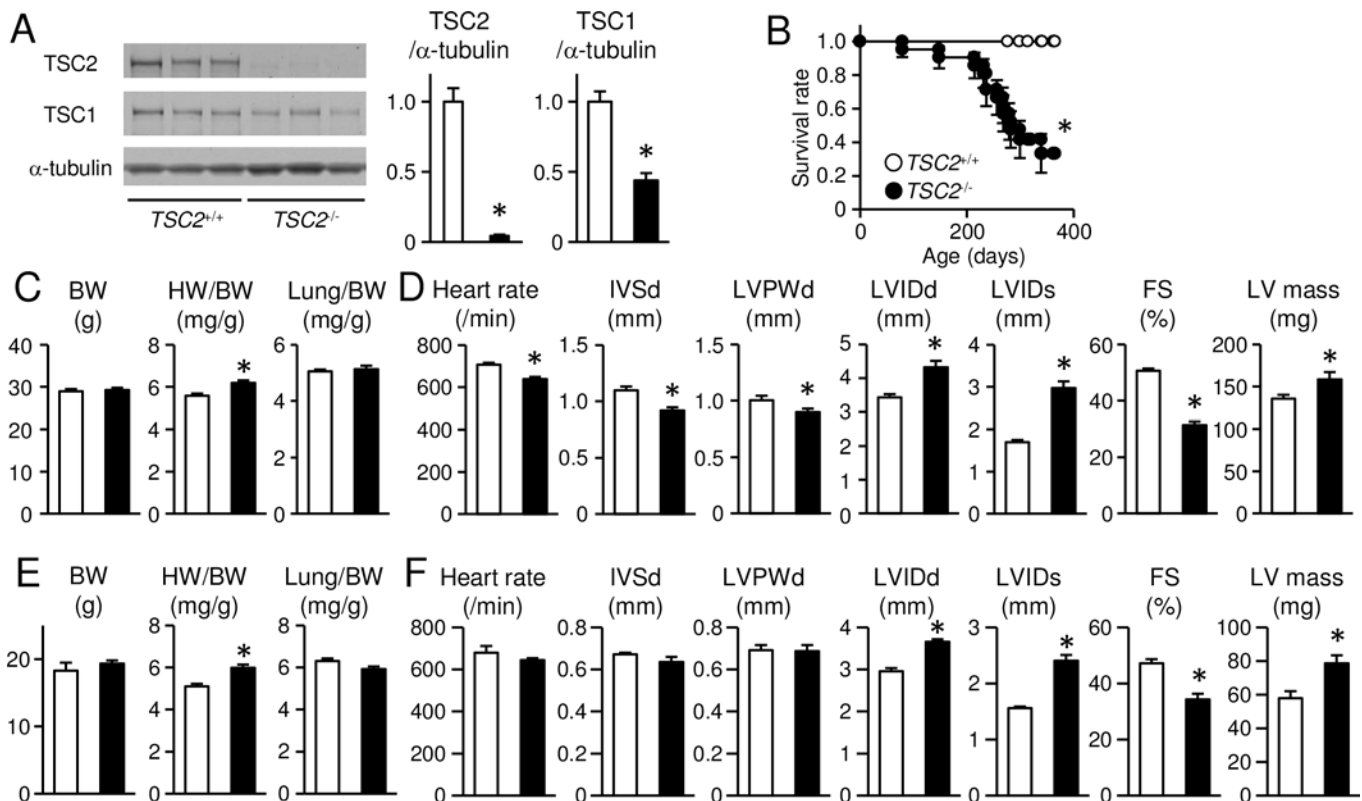 A
TSC2
TSC1
α-tubulin
TSC2+/+ TSC2-/-
TSC2 TSC1
/α-tubulin /α-tubulin
1.0 1.0
* *
0.5 0.5
0 0
B
1.0
0.8
0.6
0.4
0.2
0.0
Survival rate
*
TSC2+/+
TSC2-/-
0 200 400
Age (days)
C BW HW/BW Lung/BW
(g) (mg/g) (mg/g)
40 8 6
30 6 * 4
20 4
10 2 2
0 0 0
D Heart rate IVSd LVPWd LVIDd LVIDs FS LV mass
(/min) (mm) (mm) (mm) (mm) (%) (mg)
800 1.5 1.5 5 4 60 200
* * * * * * *
600 1.0 1.0 4 3 40 150
400 3 2 100
200 0.5 0.5 2 1 20 50
1
0 0 0 0 0 0 0
E BW HW/BW Lung/BW
(g) (mg/g) (mg/g)
20 8 8
6 * 6
10 4 4
2 2
0 0 0
F Heart rate IVSd LVPWd LVIDd LVIDs FS LV mass
(/min) (mm) (mm) (mm) (mm) (%) (mg)
800 0.8 0.8 4 * 3 * 60 * 100 *
600 0.6 0.6 3 2 40 80
400 0.4 0.4 2 60
200 0.2 0.2 1 1 20 40
20
0 0 0 0 0 0 0